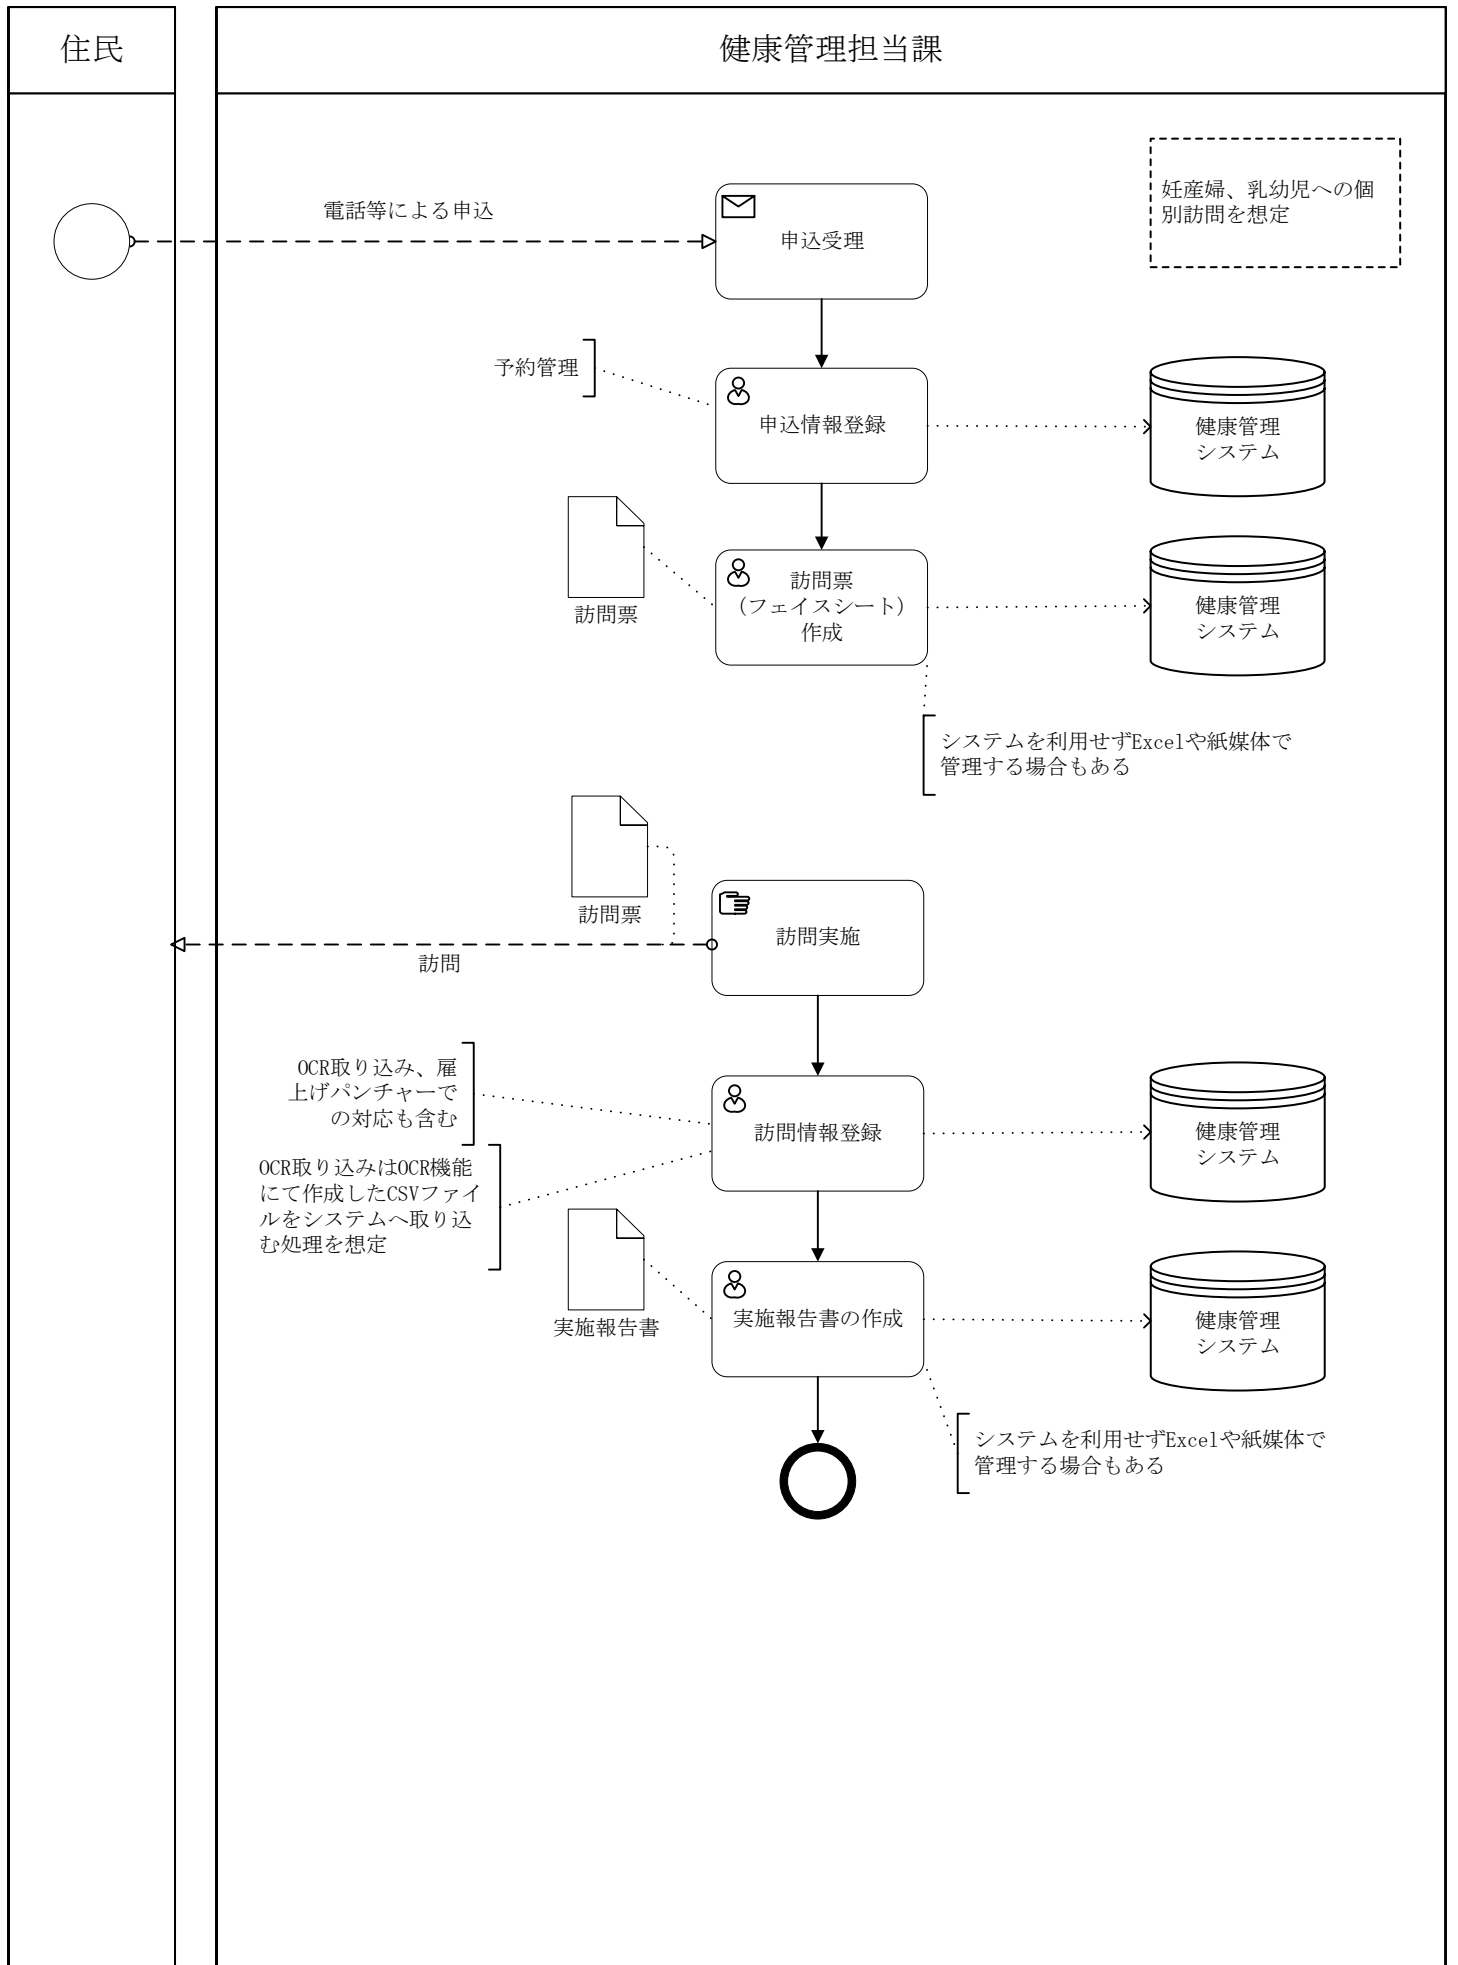 住民
健康管理担当課
妊産婦、乳幼児への個
別訪問を想定
電話等による申込
申込受理
予約管理
申込情報登録
健康管理
システム
訪問票
訪問票
（フェイスシート）
作成
健康管理
システム
システムを利用せずExcelや紙媒体で
管理する場合もある
訪問票
訪問実施
訪問
OCR取り込み、雇
上げパンチャーで
の対応も含む
訪問情報登録
健康管理
システム
OCR取り込みはOCR機能
にて作成したCSVファイ
ルをシステムへ取り込
む処理を想定
実施報告書
実施報告書の作成
健康管理
システム
システムを利用せずExcelや紙媒体で
管理する場合もある